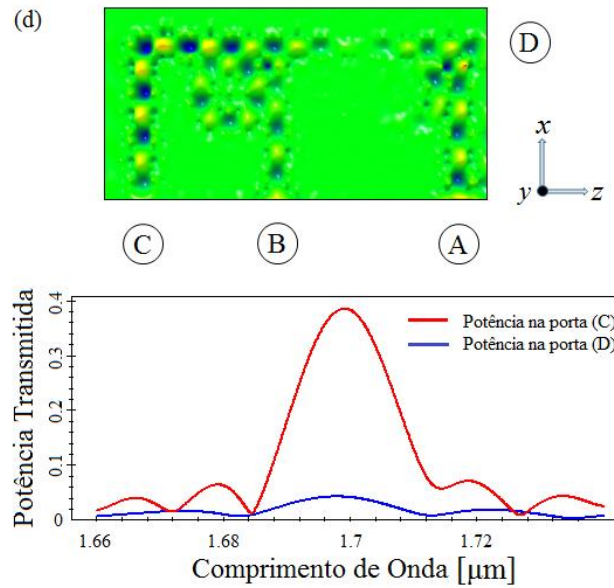 (d)
D
x
y
z
C
B
A
0.4
0.3
0.2
0.1
0
Potência Transmitida
Potência na porta (C)
Potência na porta (D)
1.66
1.68
1.7
1.72
Comprimento de Onda [μm]